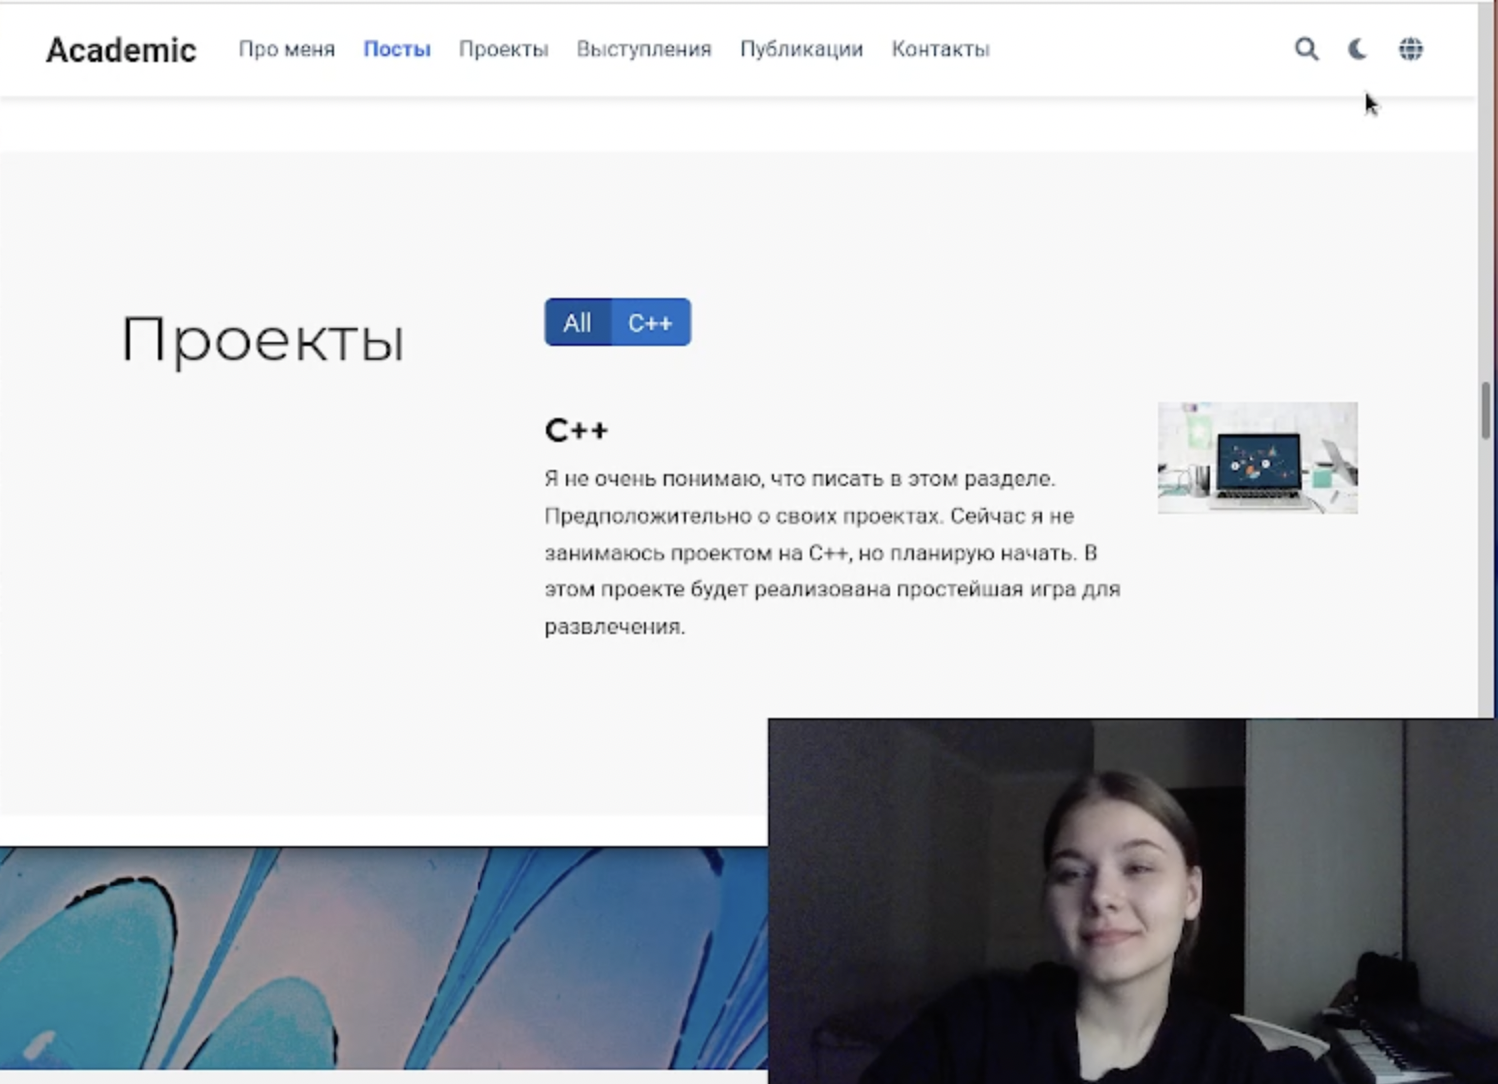 Academic Про меня Посты Проекты Выступления Публикации Контакты
Проекты
All C++
C++
Я не очень понимаю, что писать в этом разделе.
Предположительно о своих проектах. Сейчас я не
занимаюсь проектом на С++, но планирую начать. В
этом проекте будет реализована простейшая игра для
развлечения.